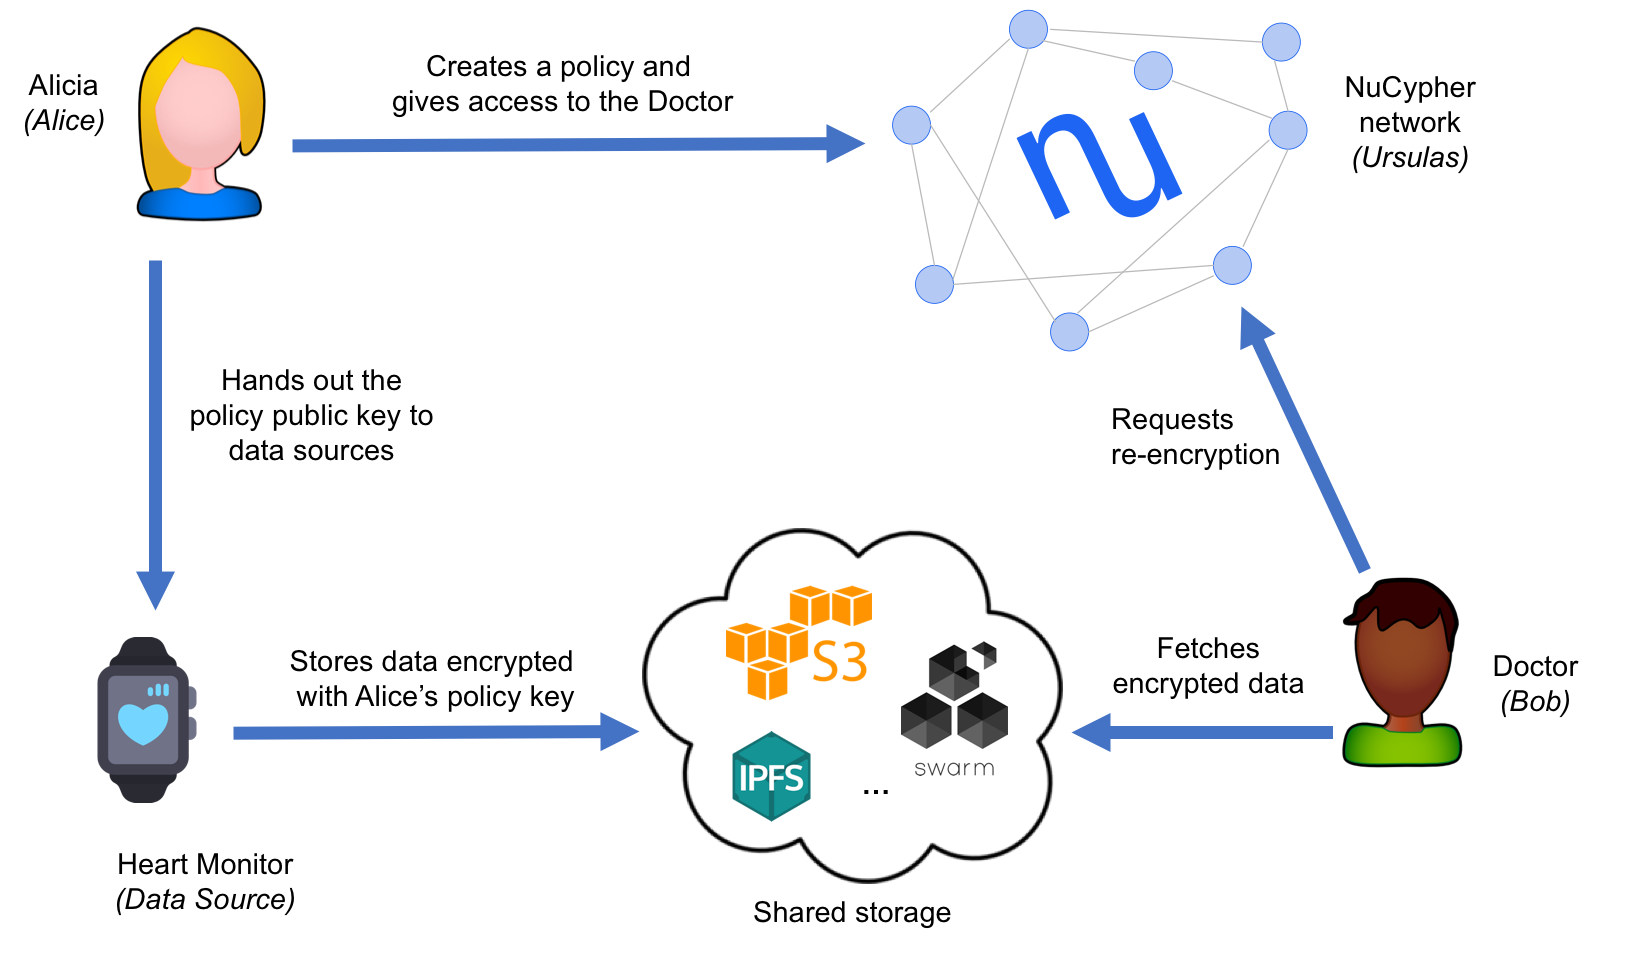 Alicia
(Alice)
Creates a policy and
gives access to the Doctor
NuCypher
network
(Ursulas)
nu
Hands out the
policy public key to
data sources
Requests
re-encryption
Stores data encrypted
with Alice's policy key
S3
swarm
IPFS
...
Fetches
encrypted data
Doctor
(Bob)
Heart Monitor
(Data Source)
Shared storage